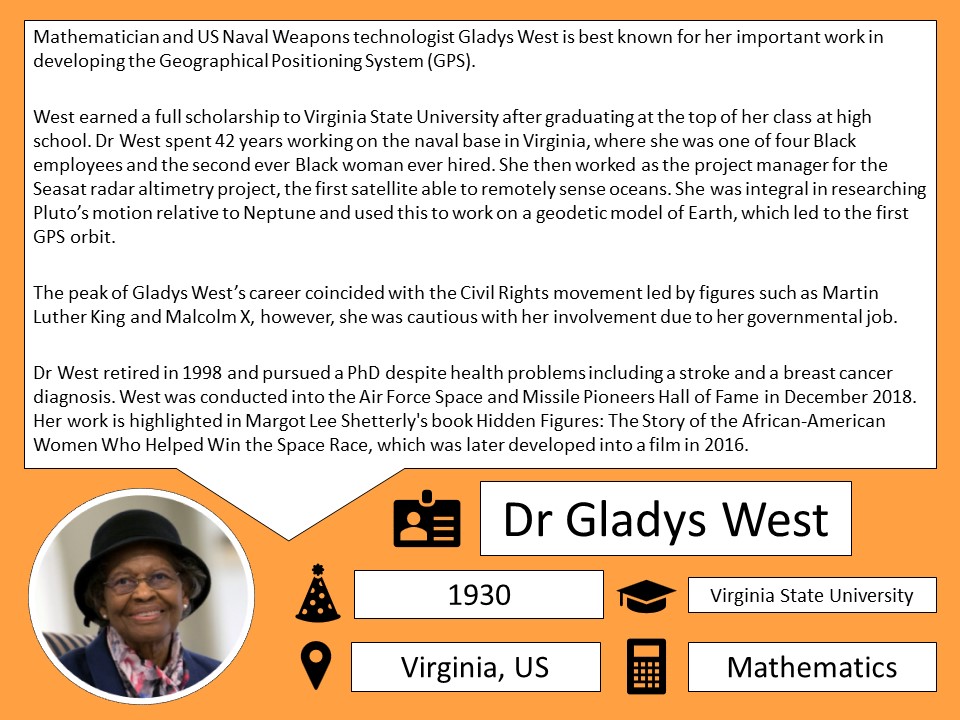 Mathematician and US Naval Weapons technologist Gladys West is best known for her important work in
developing the Geographical Positioning System (GPS).
West earned a full scholarship to Virginia State University after graduating at the top of her class at high
school. Dr West spent 42 years working on the naval base in Virginia, where she was one of four Black
employees and the second ever Black woman ever hired. She then worked as the project manager for the
Seasat radar altimetry project, the first satellite able to remotely sense oceans. She was integral in researching
Pluto’s motion relative to Neptune and used this to work on a geodetic model of Earth, which led to the first
GPS orbit.
The peak of Gladys West’s career coincided with the Civil Rights movement led by figures such as Martin
Luther King and Malcolm X, however, she was cautious with her involvement due to her governmental job.
Dr West retired in 1998 and pursued a PhD despite health problems including a stroke and a breast cancer
diagnosis. West was conducted into the Air Force Space and Missile Pioneers Hall of Fame in December 2018.
Her work is highlighted in Margot Lee Shetterly's book Hidden Figures: The Story of the African-American
Women Who Helped Win the Space Race, which was later developed into a film in 2016.
Dr Gladys West
1930
Virginia State University
Virginia, US
Mathematics